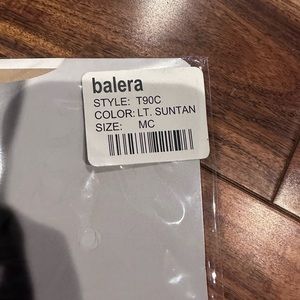 balera
STYLE: T90C
COLOR: LT. SUNTAN
SIZE: MC